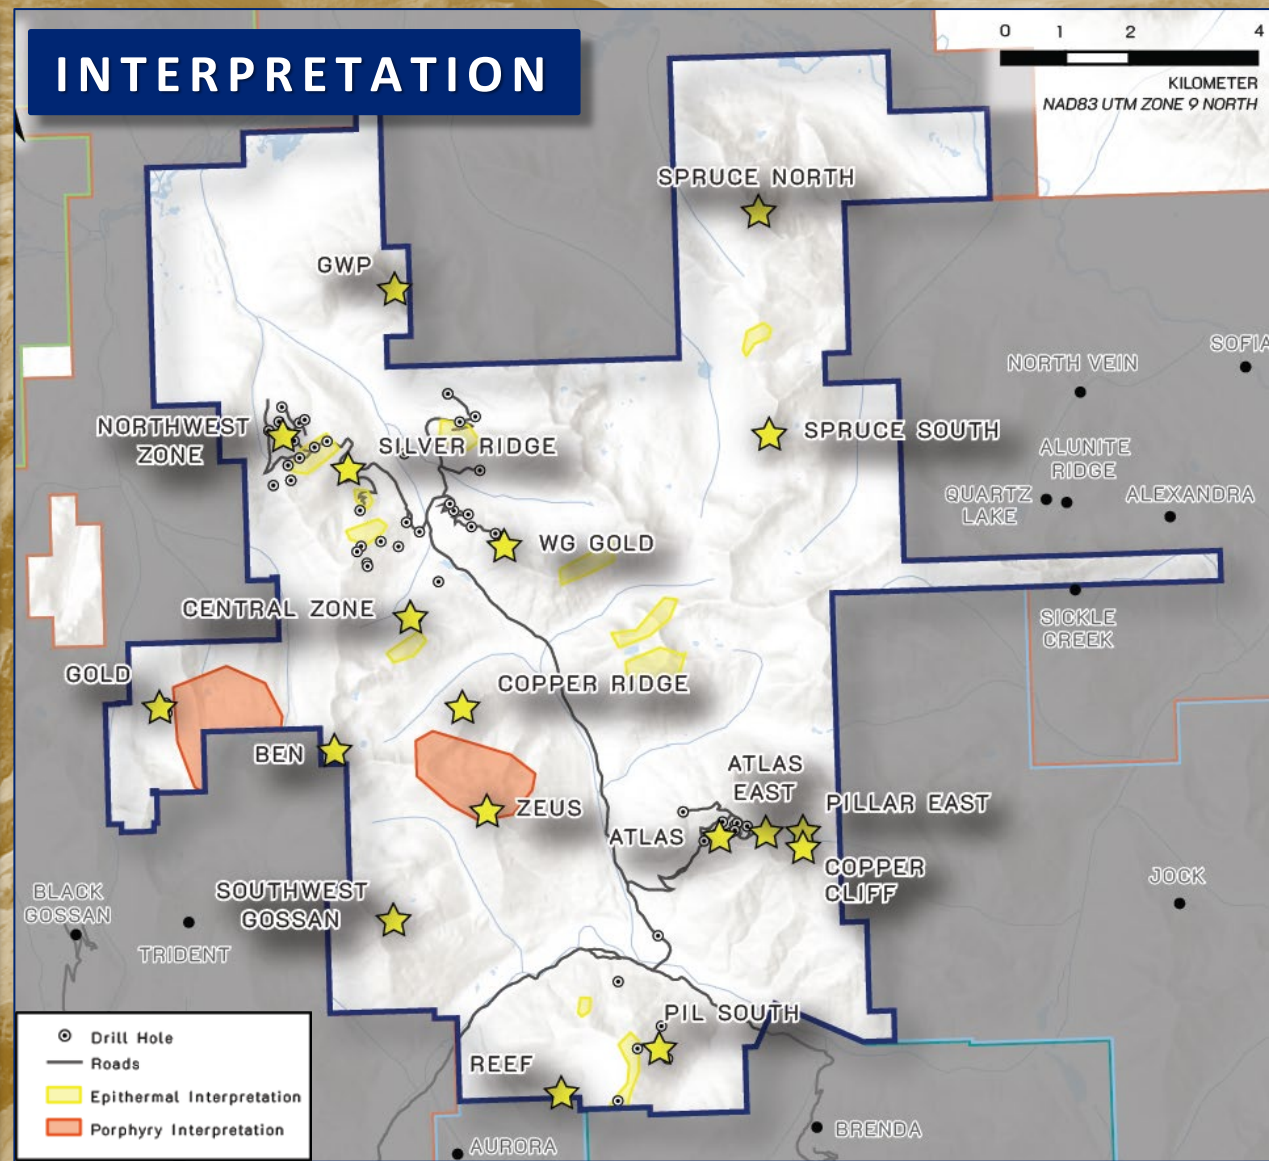 INTERPRETATION
0 1 2 4
KILOMETER
NAD83 UTM ZONE 9 NORTH
SPRUCE NORTH
GWP
SOFIA
NORTH VEIN
NORTHWEST
ZONE
SILVER RIDGE
SPRUCE SOUTH
ALUNITE
RIDGE
QUARTZ
LAKE
ALEXANDRA
WG GOLD
CENTRAL ZONE
SICKLE
CREEK
GOLD
COPPER RIDGE
BEN
ATLAS
EAST
ZEUS
PILLAR EAST
ATLAS
COPPER
CLIFF
BLACK
GOSSAN
SOUTHWEST
GOSSAN
JOCK
TRIDENT
PIL SOUTH
REEF
Drill Hole
Roads
Epithermal Interpretation
Porphyry Interpretation
AURORA
BRENDA